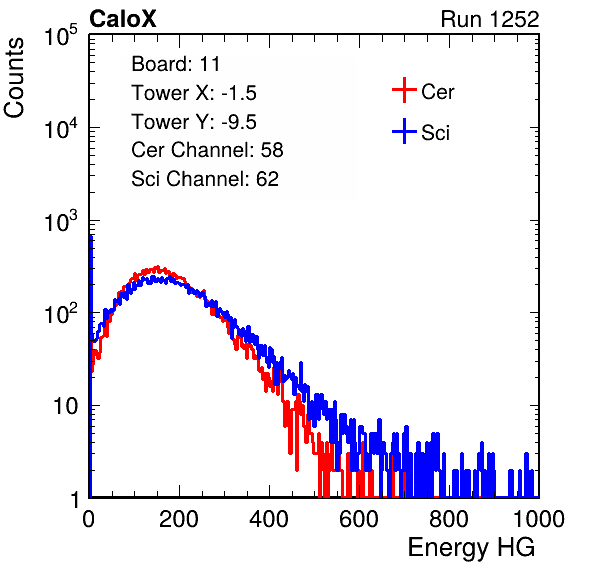 CaloX Run 1252
Counts
Board: 11
Tower X: -1.5
Tower Y: -9.5
Cer Channel: 58
Sci Channel: 62
Cer
Sci
10^5
10^4
10^3
10^2
10
1
0 200 400 600 800 1000
Energy HG